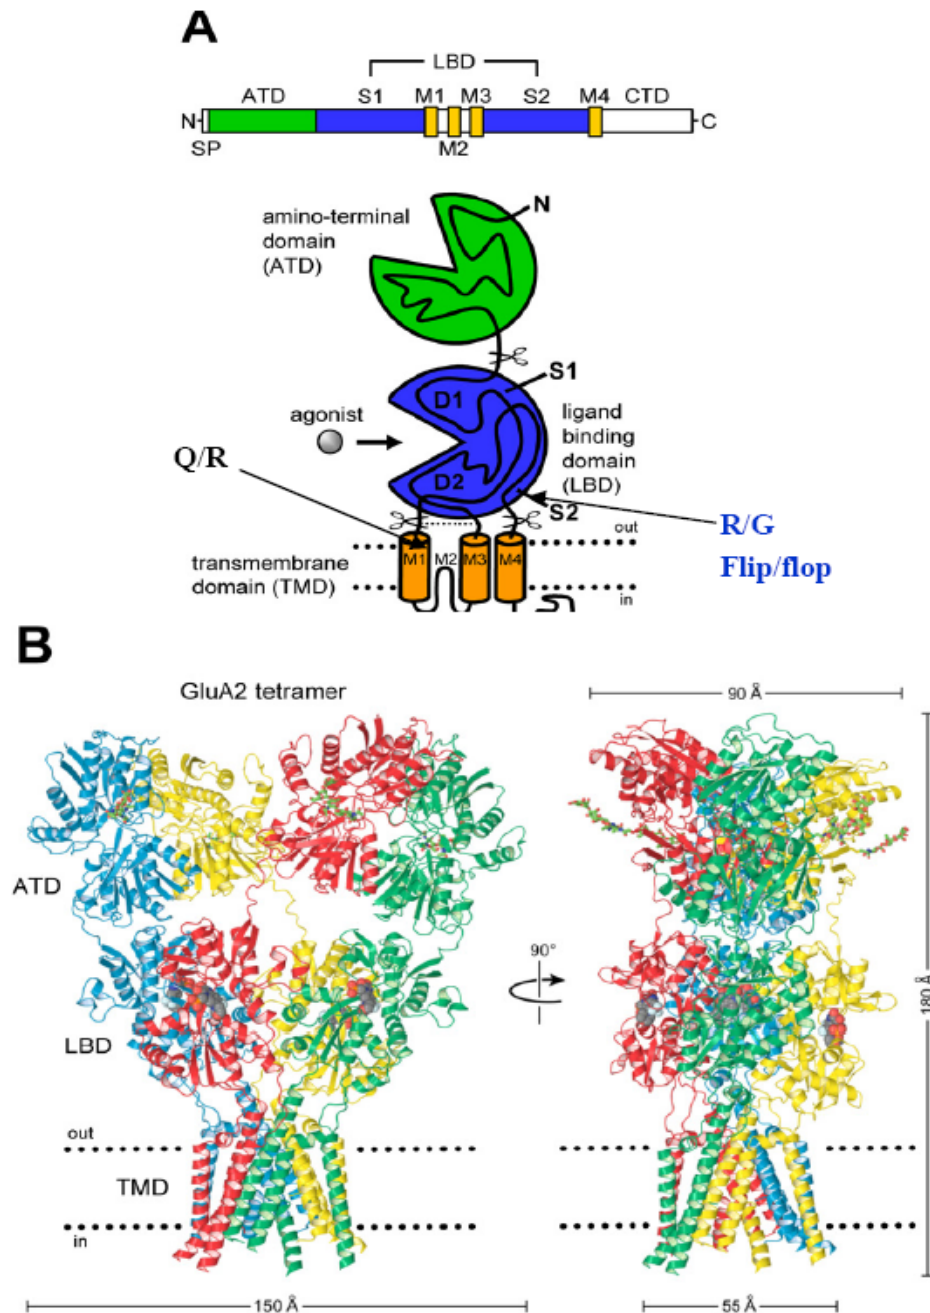 A
LBD
ATD S1 M1 M3 S2 M4 CTD
N C
SP M2
N
amino-terminal
domain
(ATD)
S1
D1
agonist
ligand
binding
domain
(LBD)
Q/R
D2
S2
R/G
out
transmembrane
domain (TMD)
M1 M2 M3 M4
Flip/flop
in
B
GluA2 tetramer
90 Å
ATD
90°
180 Å
LBD
out
TMD
in
150 Å
55 Å